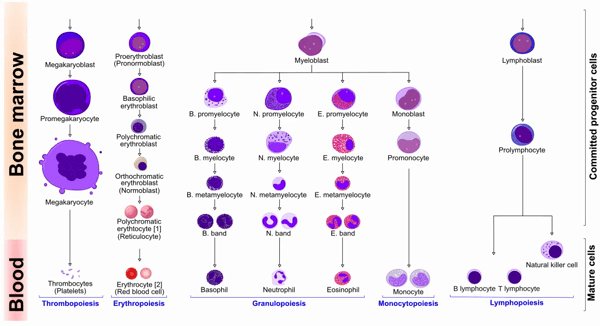 Bone marrow
Blood
Committed progenitor cells
Mature cells
Megakaryoblast
Promegakaryocyte
Megakaryocyte
Thrombocytes
(Platelets)
Thrombopoiesis
Proerythroblast
(Pronormoblast)
Basophilic
erythroblast
Polychromatic
erythroblast
Orthochromatic
erythroblast
(Normoblast)
Polychromatic
erythtocyte [1]
(Reticulocyte)
Erythrocyte [2]
(Red blood cell)
Erythropoiesis
Myeloblast
B. promyelocyte
N. promyelocyte
E. promyelocyte
Monoblast
B. myelocyte
N. myelocyte
E. myelocyte
Promonocyte
B. metamyelocyte
N. metamyelocyte
E. metamyelocyte
B. band
N. band
E. band
Basophil
Neutrophil
Eosinophil
Monocyte
Granulopoiesis
Monocytopoiesis
Lymphoblast
Prolymphocyte
Natural killer cell
B lymphocyte
T lymphocyte
Lymphopoiesis